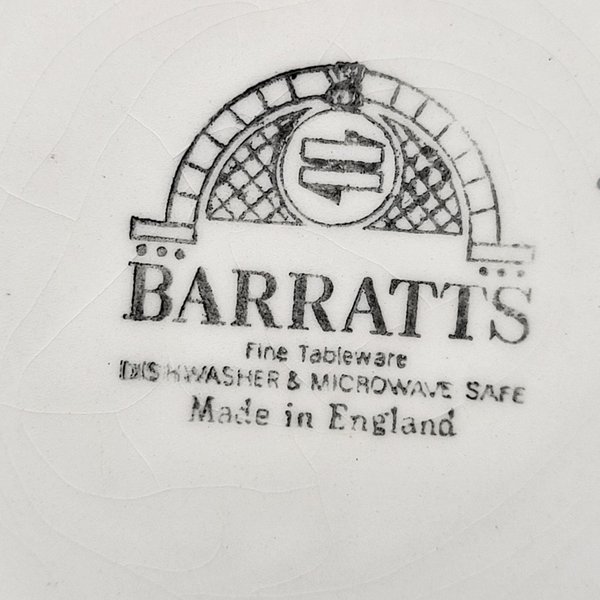 BARRATTS
Fine Tableware
DISHWASHER & MICROWAVE SAFE
Made in England